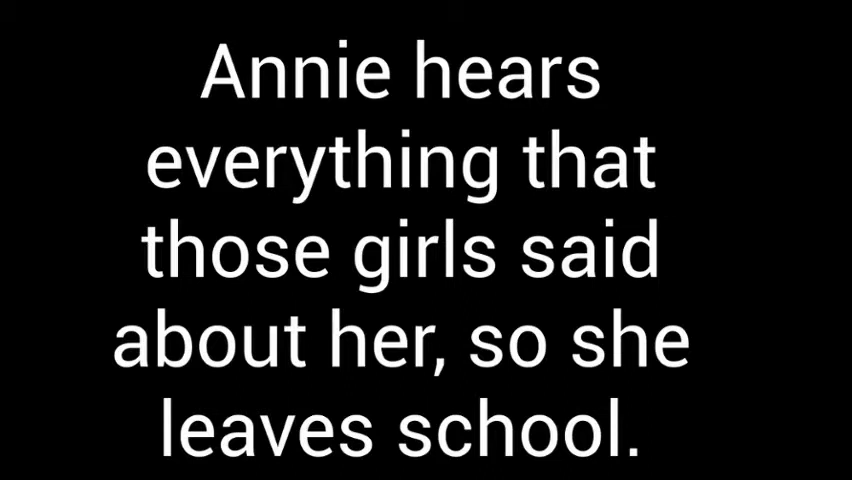 Annie hears
everything that
those girls said
about her, so she
leaves school.